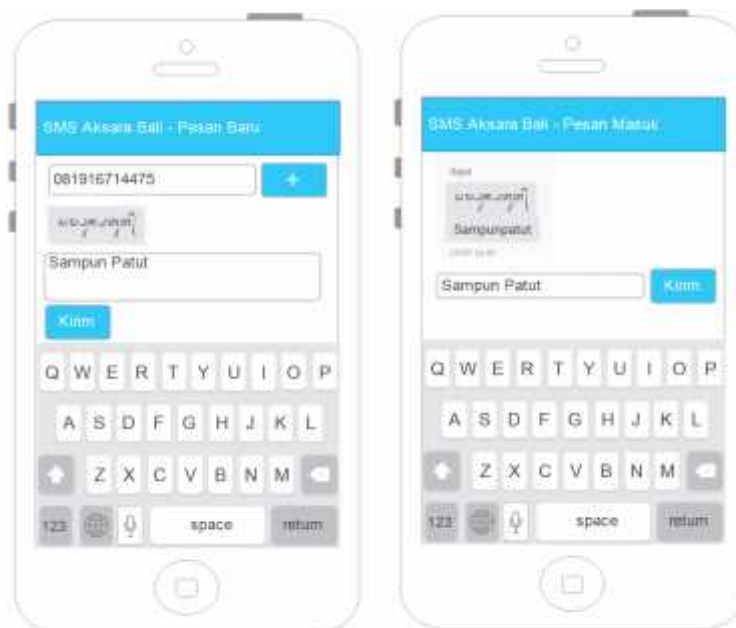 SMS Aksara Bali - Pesan Baru
081916714475
+
Sampun Patut
Kirim
Q W E R T Y U I O P
A S D F G H J K L
Z X C V B N M
123 space return
SMS Aksara Bali - Pesan Masuk
Sampunpatut
Sampun Patut
Kirim
Q W E R T Y U I O P
A S D F G H J K L
Z X C V B N M
123 space return